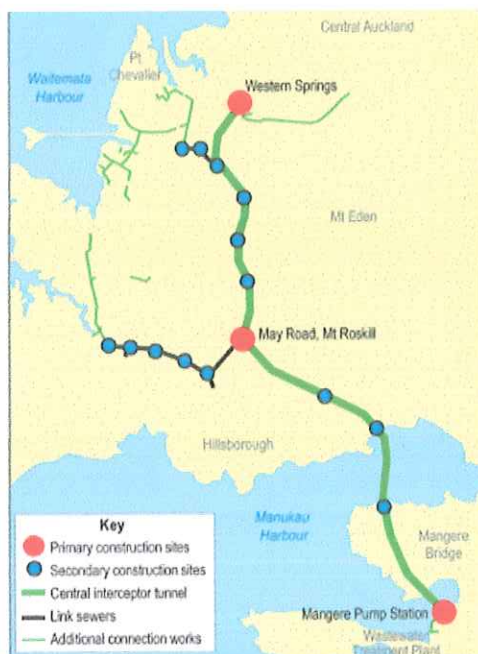 Central Auckland
Pt
Chevalier
Waitemata
Harbour
Western Springs
Mt Eden
May Road, Mt Roskill
Hillsborough
Manukau
Harbour
Mangere
Bridge
Mangere Pump Station
Wastewater
Treatment Plant
Key
Primary construction sites
Secondary construction sites
Central interceptor tunnel
Link sewers
Additional connection works